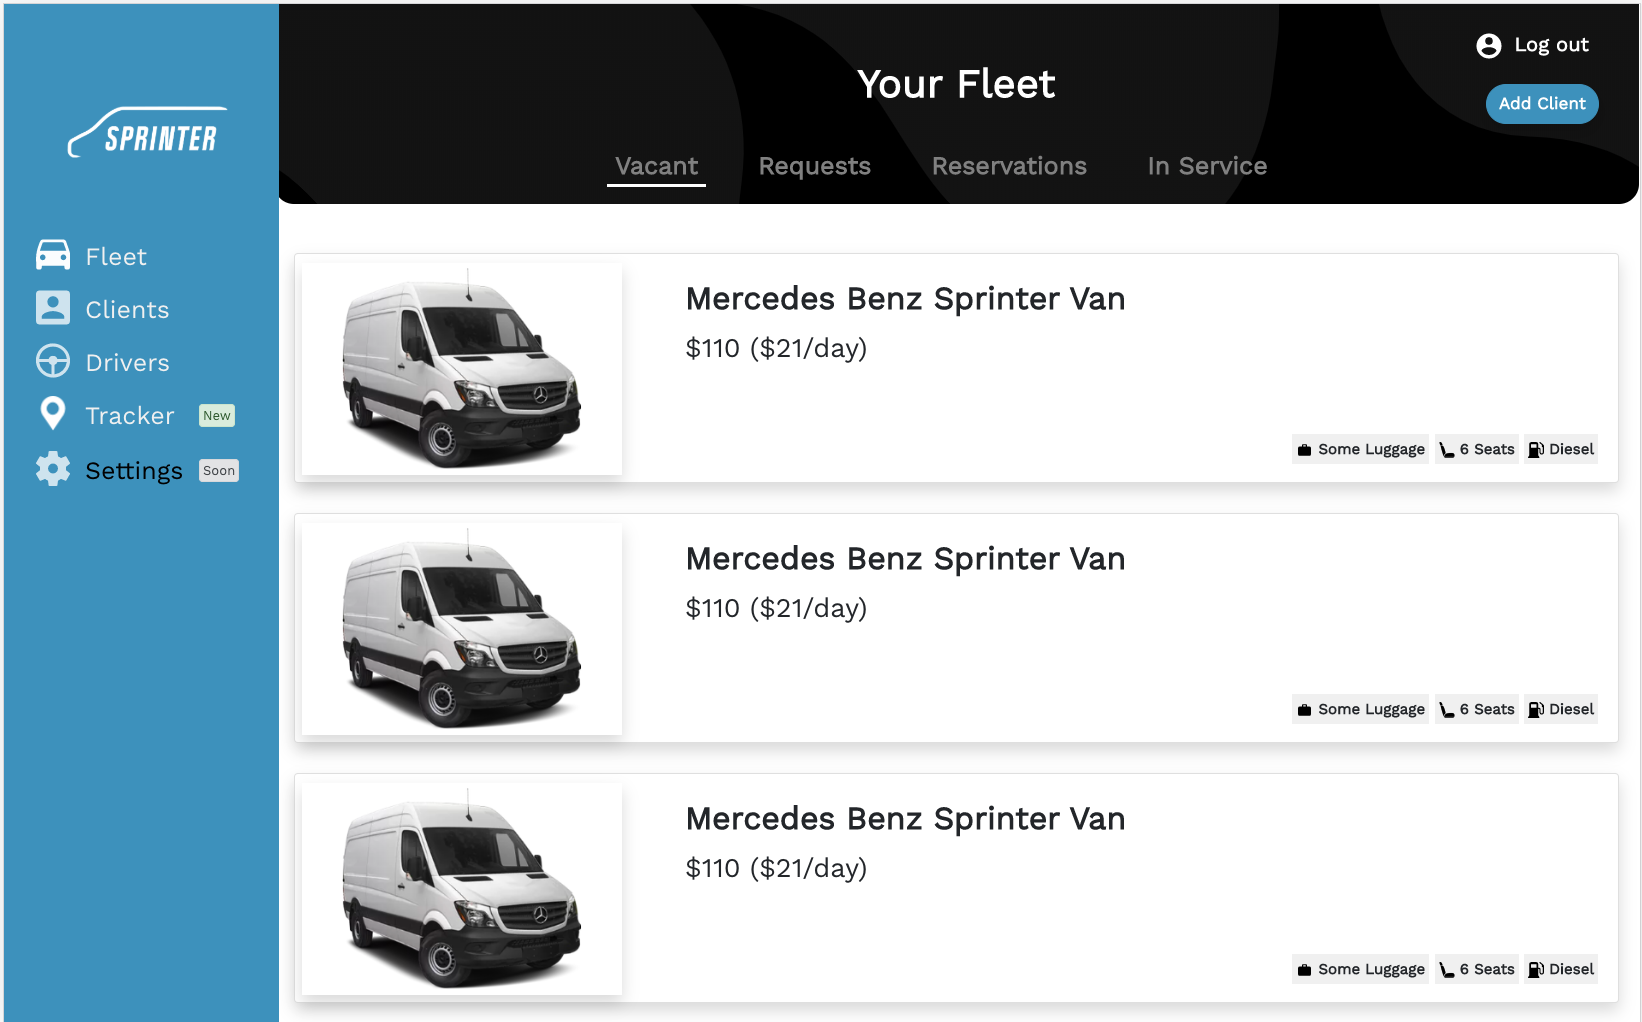 SPRINTER
Fleet
Clients
Drivers
Tracker New
Settings Soon
Your Fleet
Log out
Add Client
Vacant Requests Reservations In Service
Mercedes Benz Sprinter Van
$110 ($21/day)
Some Luggage 6 Seats Diesel
Mercedes Benz Sprinter Van
$110 ($21/day)
Some Luggage 6 Seats Diesel
Mercedes Benz Sprinter Van
$110 ($21/day)
Some Luggage 6 Seats Diesel